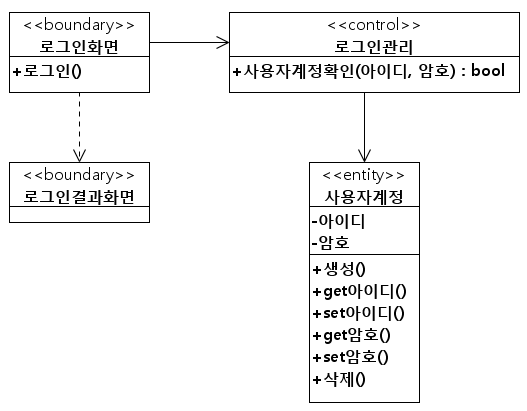 <<boundary>>
로그인화면
+로그인()
<<control>>
로그인관리
+사용자계정확인(아이디, 암호) : bool
<<boundary>>
로그인결과화면
<<entity>>
사용자계정
-아이디
-암호
+생성()
+get아이디()
+set아이디()
+get암호()
+set암호()
+삭제()